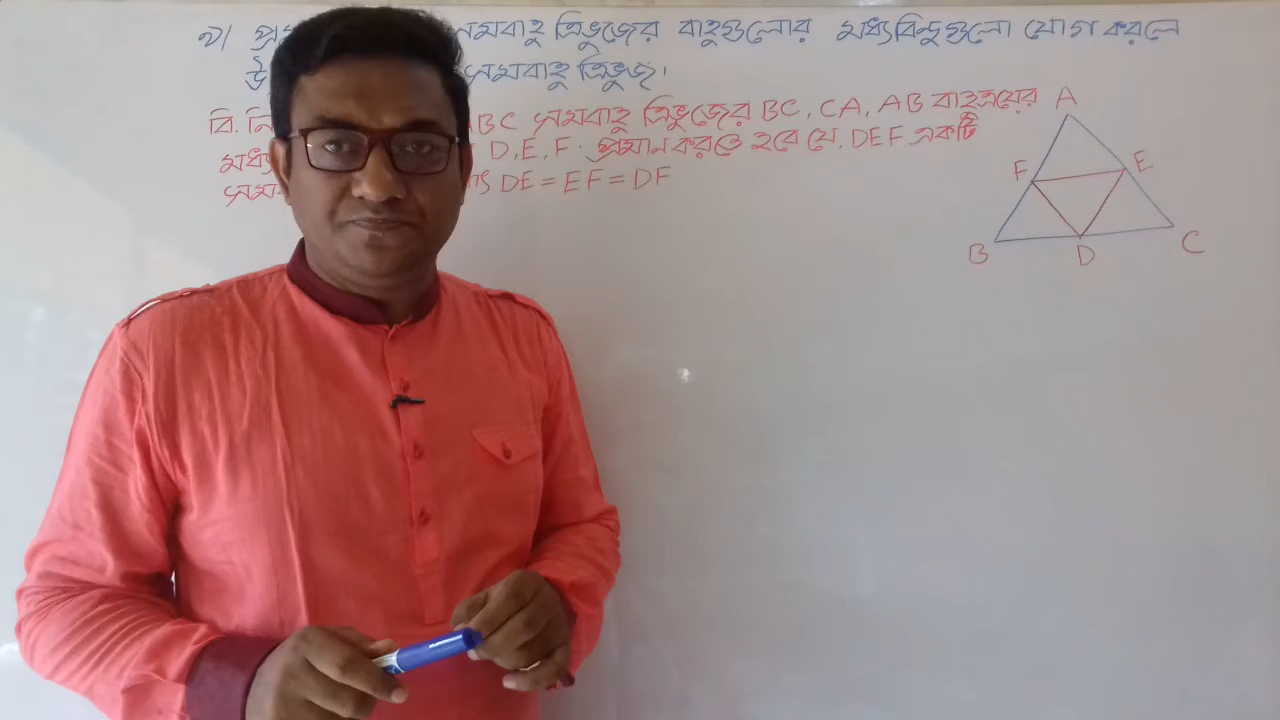 ৩। প্র সমবাহু ত্রিভুজের বাহুগুলোর মধ্যবিন্দুগুলো যোগ করলে
উ সমবাহু ত্রিভুজ।
বি. নি ABC সমবাহু ত্রিভুজের BC, CA, AB বাহুত্রয়ের
মধ্য D, E, F. প্রমাণ করতে হবে যে, DEF একটি
সম DE = EF = DF
A
F E
B D C